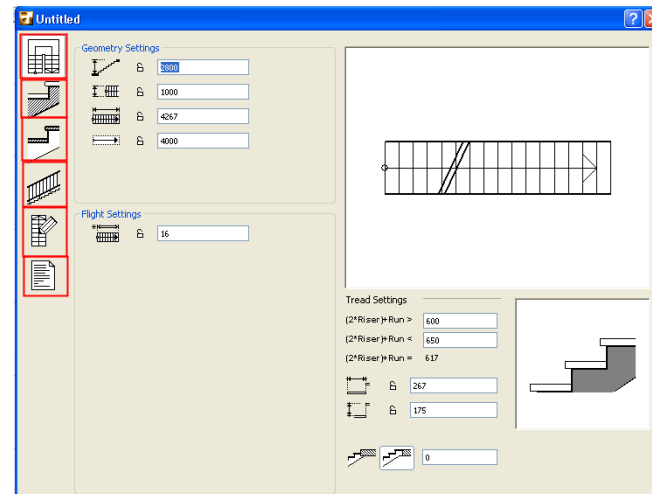 Untitled
Geometry Settings
2800
1000
4267
4000
Flight Settings
16
Tread Settings
(2*Riser)+Run > 600
(2*Riser)+Run < 650
(2*Riser)+Run = 617
267
175
0